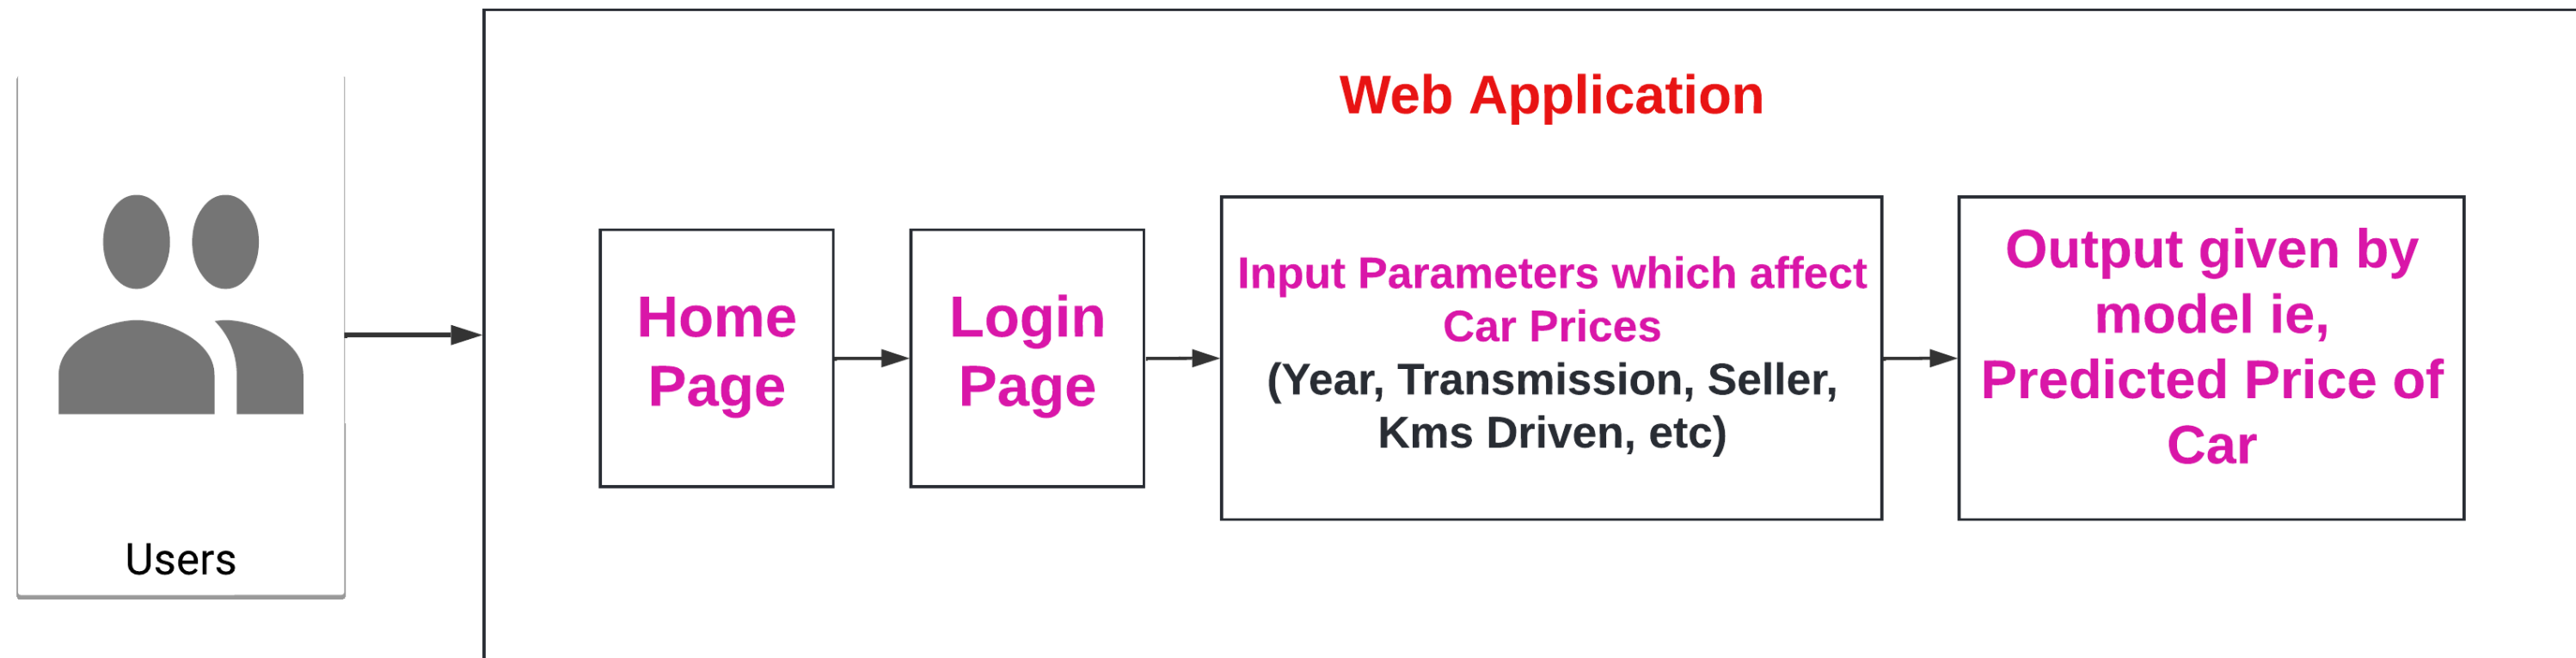 Web Application
Users
Home
Page
Login
Page
Input Parameters which affect
Car Prices
(Year, Transmission, Seller,
Kms Driven, etc)
Output given by
model ie,
Predicted Price of
Car